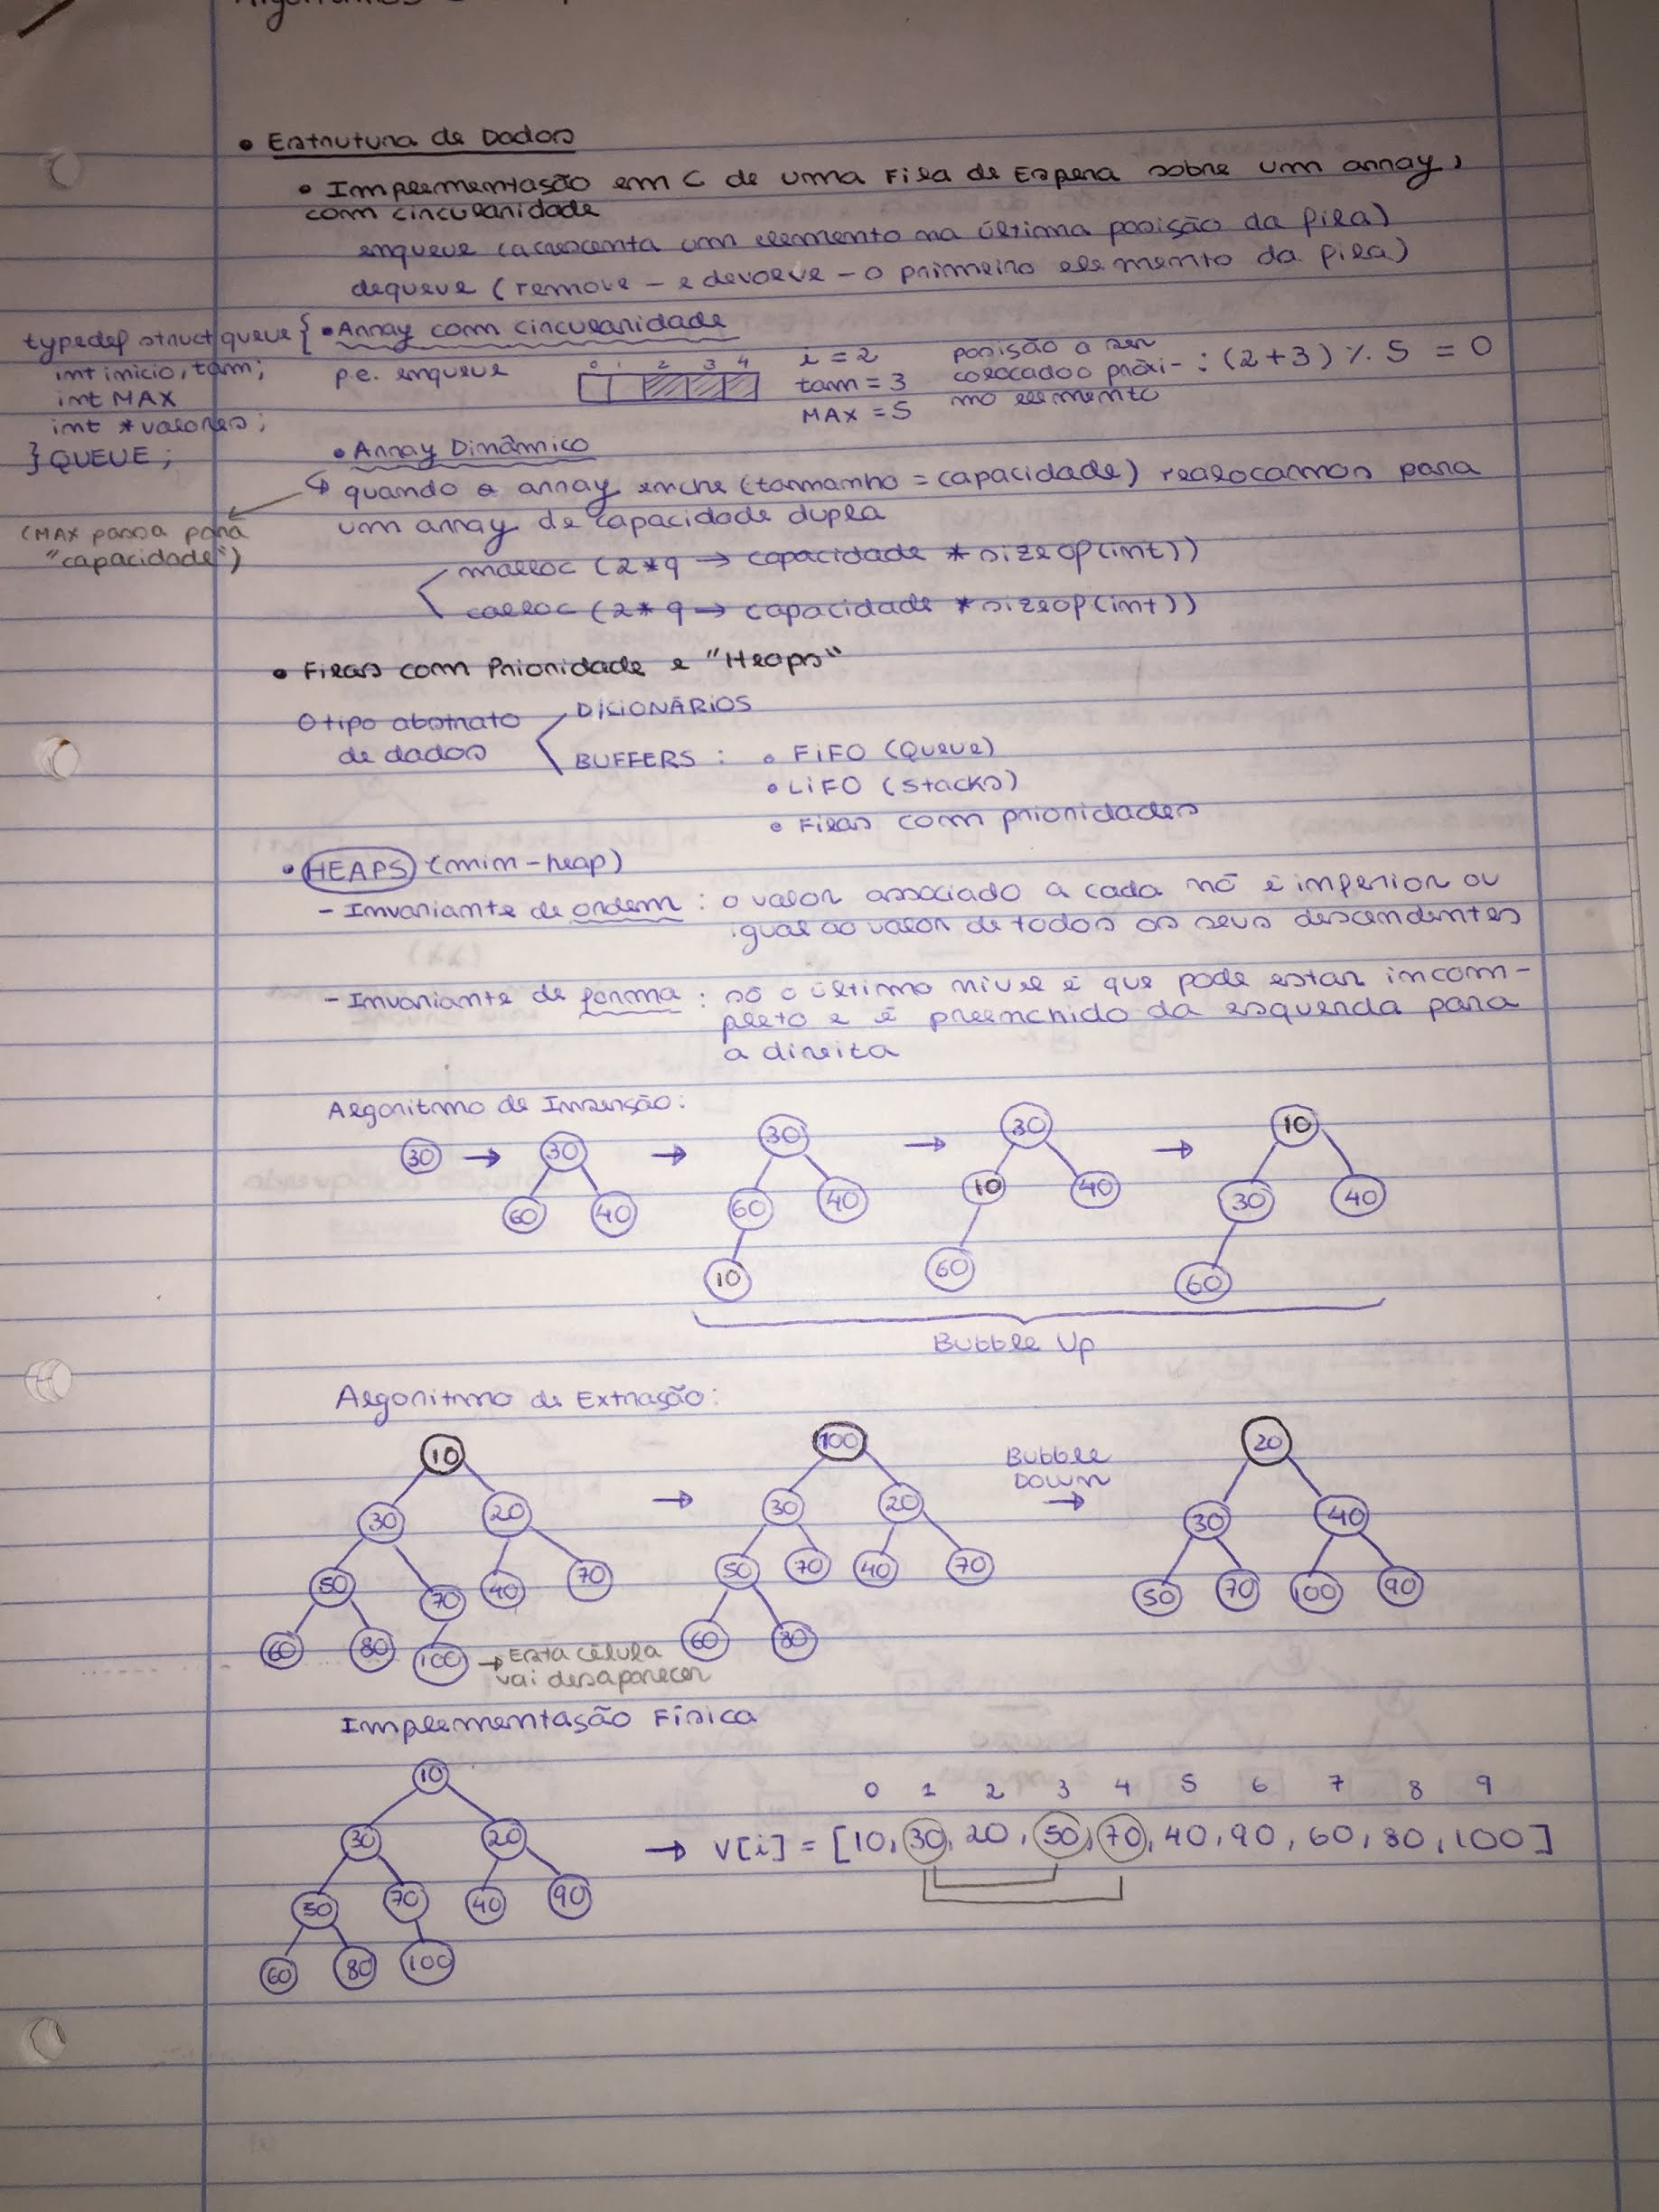 • Estrutura de Dados
• Implementação em C de uma Fila de Espera sobre um array,
com circularidade
enqueue (acrescenta um elemento na última posição da fila)
dequeue (remove - e devolve - o primeiro elemento da fila)
typedef struct queue {
int inicio, tam;
int MAX
int *valores;
} QUEUE;
(MAX passa para
"capacidade")
• Array com circularidade
p.e. enqueue
0 1 2 3 4
i = 2
tam = 3
MAX = 5
posição a ser
colocado o próxi- : (2+3) % 5 = 0
mo elemento
• Array Dinâmico
↳ quando o array enche (tamanho = capacidade) realocamos para
um array de capacidade dupla
malloc (2*q → capacidade * sizeof(int))
calloc (2*q → capacidade * sizeof(int))
• Filas com Prioridade e "Heaps"
O tipo abstrato
de dados
DICIONÁRIOS
BUFFERS : • FIFO (Queue)
• LIFO (Stacks)
• Filas com prioridades
• HEAPS (min-heap)
- Invariante de ordem : o valor associado a cada nó é inferior ou
igual ao valor de todos os seus descendentes
- Invariante de forma : só o último nível é que pode estar incom-
pleto e é preenchido da esquerda para
a direita
Algoritmo de Inserção:
30 → 30 → 30 → 30 → 10
60 40 60 40 10 40 30 40
10 60 60
Bubble Up
Algoritmo de Extração:
10 → 100 Bubble Down → 20
30 20 30 20 30 40
50 70 40 70 50 70 40 70 50 70 100 90
60 80 100 → Esta célula 60 80
vai desaparecer
Implementação Física
10
30 20
50 70 40 90
60 80 100
0 1 2 3 4 5 6 7 8 9
→ V[i] = [10, 30, 20, 50, 70, 40, 90, 60, 80, 100]